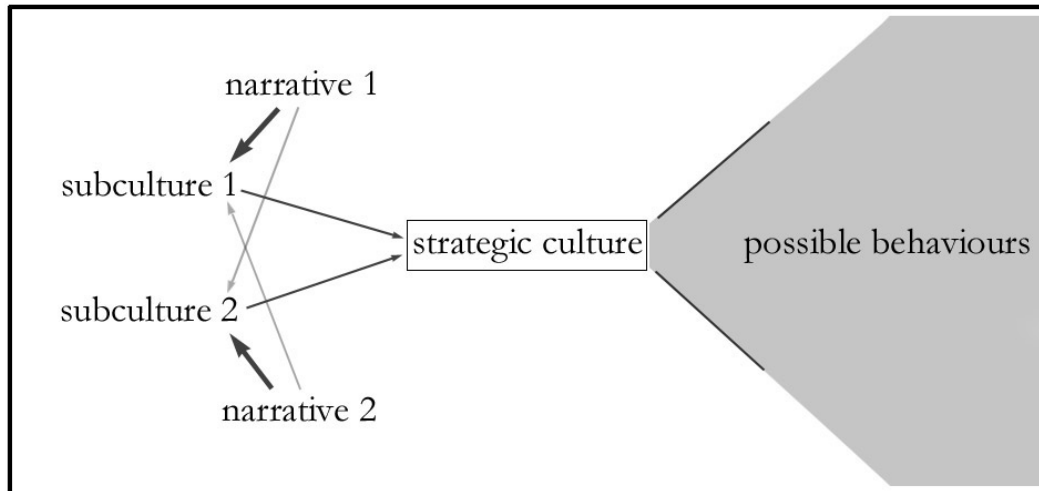 narrative 1
subculture 1
strategic culture
possible behaviours
subculture 2
narrative 2